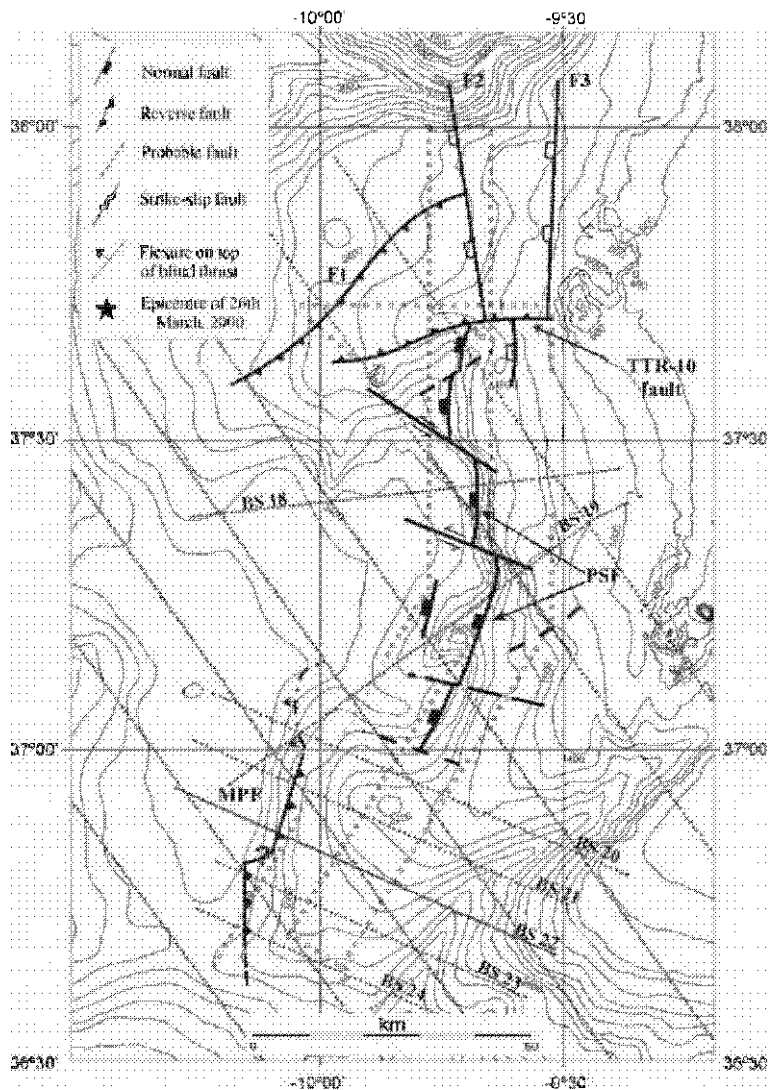 -10°00'
-9°30'
Normal fault
Reverse fault
Probable fault
Strike-slip fault
Flexure on top
of blind thrust
Epicentre of 26th
March, 2000
F2
F3
38°00'
38°00'
F1
TTR-10
fault
37°30'
37°30'
BS 18
BS 19
PSF
37°00'
37°00'
MPF
BS 20
BS 21
BS 22
BS 23
BS 24
km
0
36°30'
36°30'
-10°00'
-9°30'